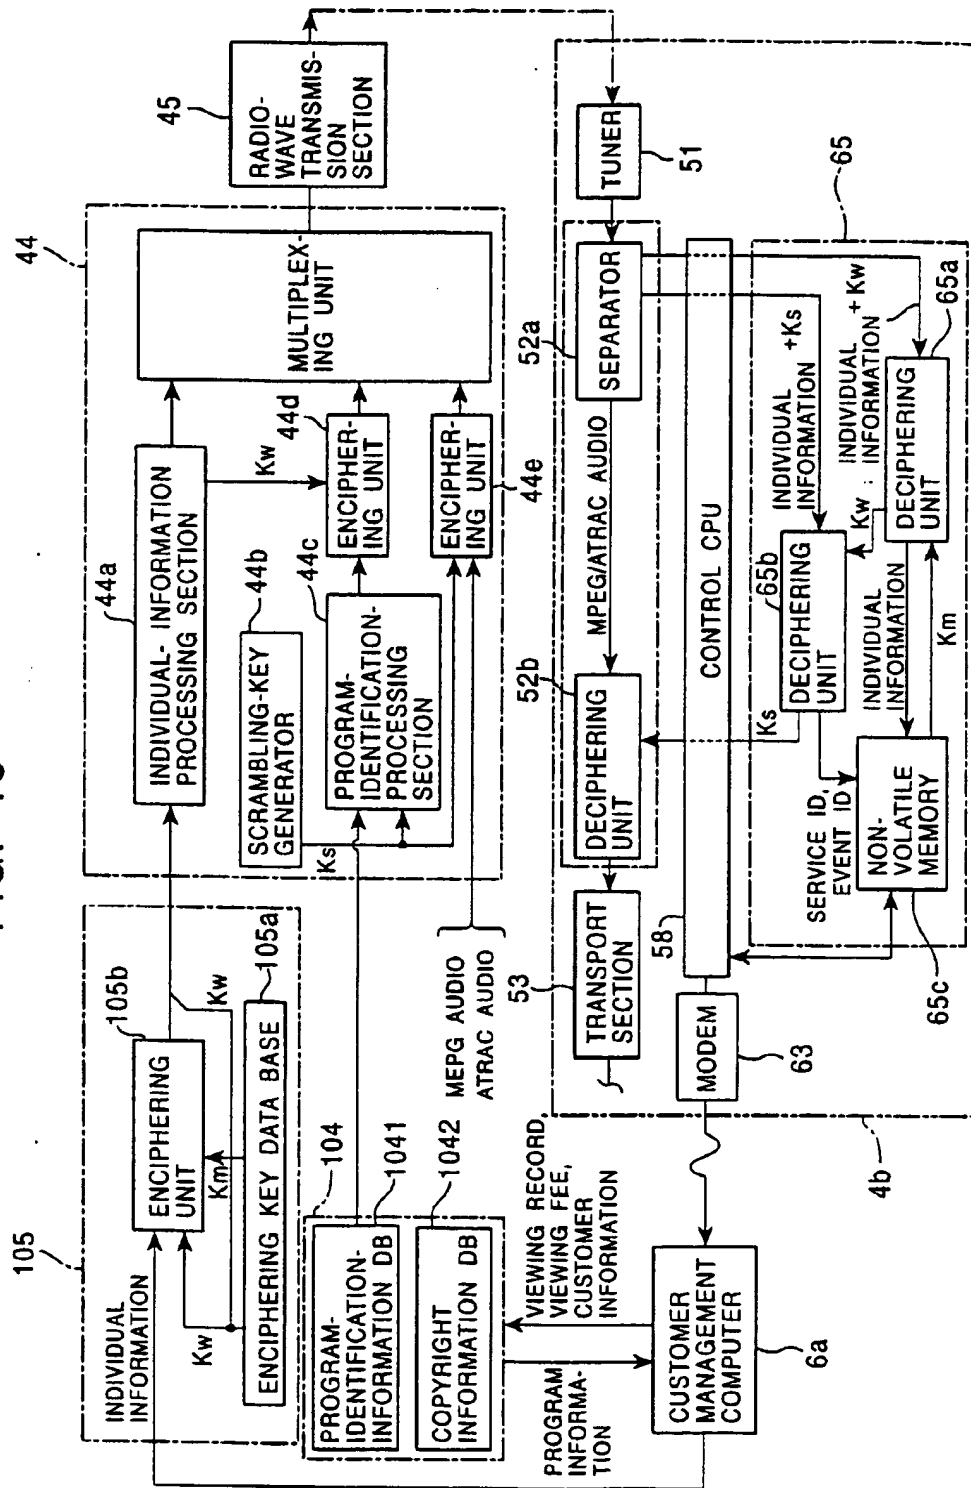 105
INDIVIDUAL
INFORMATION
105b
ENCIPHERING
UNIT
Kw
Km
Kw
105a
ENCIPHERING KEY DATA BASE
104
PROGRAM-
IDENTIFICATION-
INFORMATION DB
1041
COPYRIGHT
INFORMATION DB
1042
PROGRAM
INFORMA-
TION
VIEWING RECORD
VIEWING FEE,
CUSTOMER
INFORMATION
CUSTOMER
MANAGEMENT
COMPUTER
6a
MEPG AUDIO
ATRAC AUDIO
44
44a
INDIVIDUAL- INFORMATION
PROCESSING SECTION
44b
SCRAMBLING-KEY
GENERATOR
Ks
44c
PROGRAM-
IDENTIFICATION-
PROCESSING
SECTION
Kw
44d
ENCIPHER-
ING UNIT
ENCIPHER-
ING UNIT
44e
MULTIPLEX-
ING UNIT
45
RADIO-
WAVE
TRANSMIS-
SION
SECTION
TUNER
51
52a
SEPARATOR
MPEG/ATRAC AUDIO
52b
DECIPHERING
UNIT
53
TRANSPORT
SECTION
58
CONTROL CPU
MODEM
63
4b
65
INDIVIDUAL
INFORMATION +Ks
INDIVIDUAL
INFORMATION +Kw
65a
DECIPHERING
UNIT
Kw
65b
DECIPHERING
UNIT
Ks
INDIVIDUAL
INFORMATION
Km
SERVICE ID,
EVENT ID
NON-
VOLATILE
MEMORY
65c